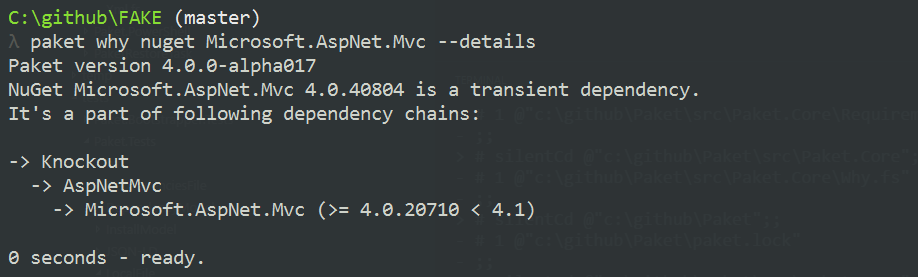 C:\github\FAKE (master)
λ paket why nuget Microsoft.AspNet.Mvc --details
Paket version 4.0.0-alpha017
NuGet Microsoft.AspNet.Mvc 4.0.40804 is a transient dependency.
It's a part of following dependency chains:
-> Knockout
-> AspNetMvc
-> Microsoft.AspNet.Mvc (>= 4.0.20710 < 4.1)
0 seconds - ready.